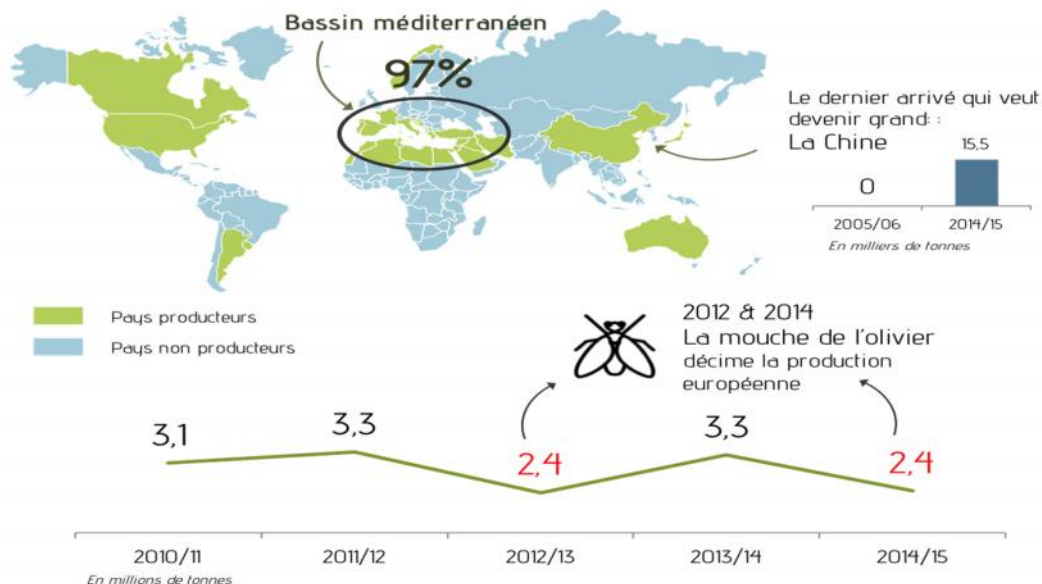 Bassin méditerranéen
97%
Le dernier arrivé qui veut
devenir grand: :
La Chine
15,5
0
2005/06
2014/15
En milliers de tonnes
Pays producteurs
Pays non producteurs
2012 & 2014
La mouche de l'olivier
décime la production
européenne
3,1
3,3
2,4
3,3
2,4
2010/11
2011/12
2012/13
2013/14
2014/15
En millions de tonnes